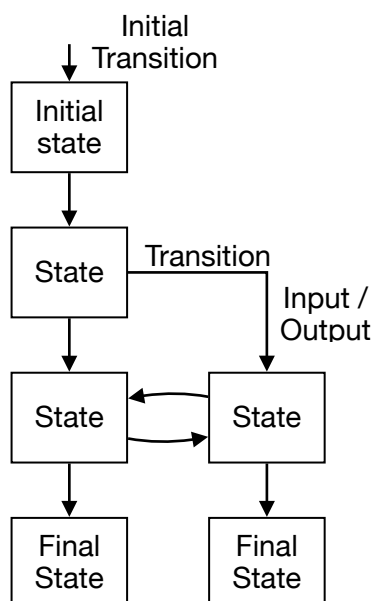 Initial
Transition
Initial
state
State
Transition
Input /
Output
State
State
Final
State
Final
State